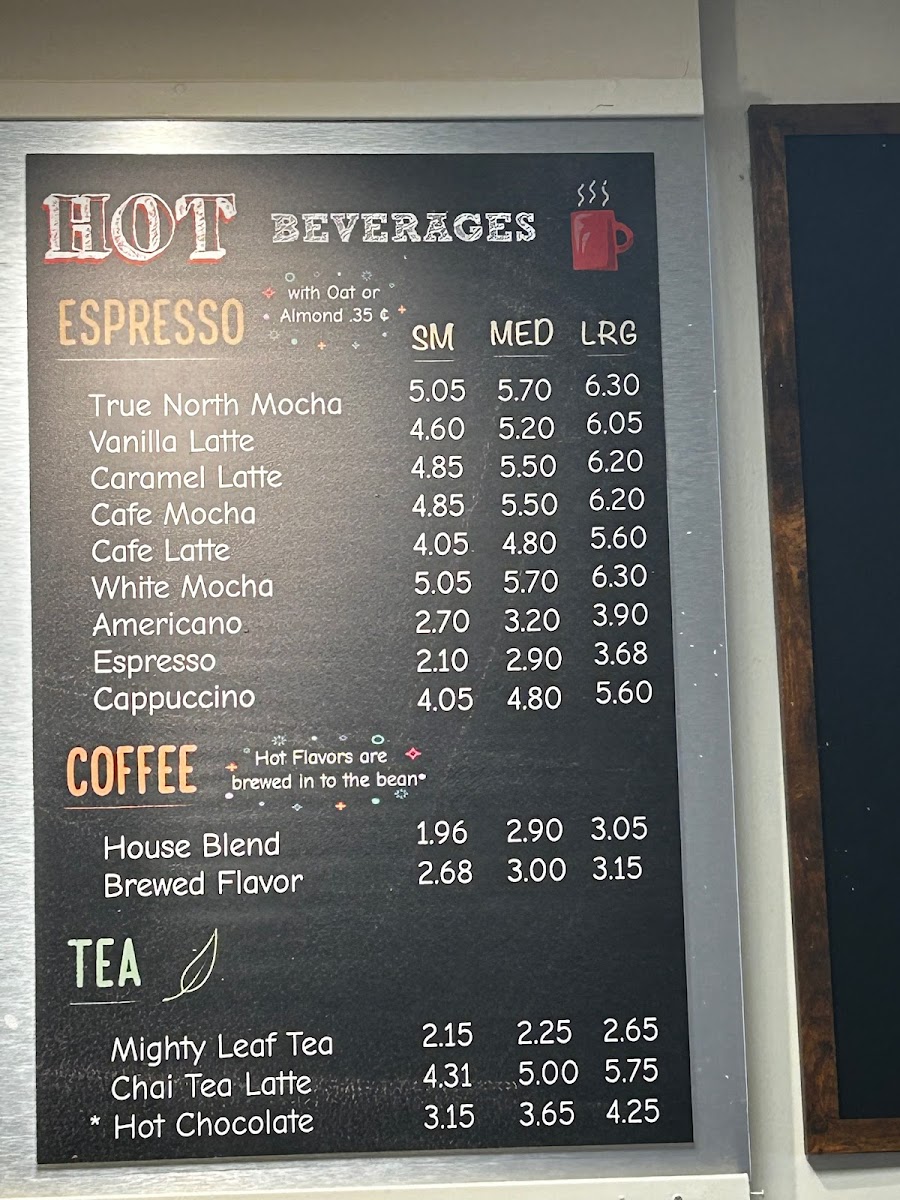 HOT BEVERAGES
ESPRESSO
with Oat or
Almond .35 ¢
SM MED LRG
True North Mocha 5.05 5.70 6.30
Vanilla Latte 4.60 5.20 6.05
Caramel Latte 4.85 5.50 6.20
Cafe Mocha 4.85 5.50 6.20
Cafe Latte 4.05 4.80 5.60
White Mocha 5.05 5.70 6.30
Americano 2.70 3.20 3.90
Espresso 2.10 2.90 3.68
Cappuccino 4.05 4.80 5.60
COFFEE
Hot Flavors are
brewed in to the bean*
House Blend 1.96 2.90 3.05
Brewed Flavor 2.68 3.00 3.15
TEA
Mighty Leaf Tea 2.15 2.25 2.65
Chai Tea Latte 4.31 5.00 5.75
* Hot Chocolate 3.15 3.65 4.25